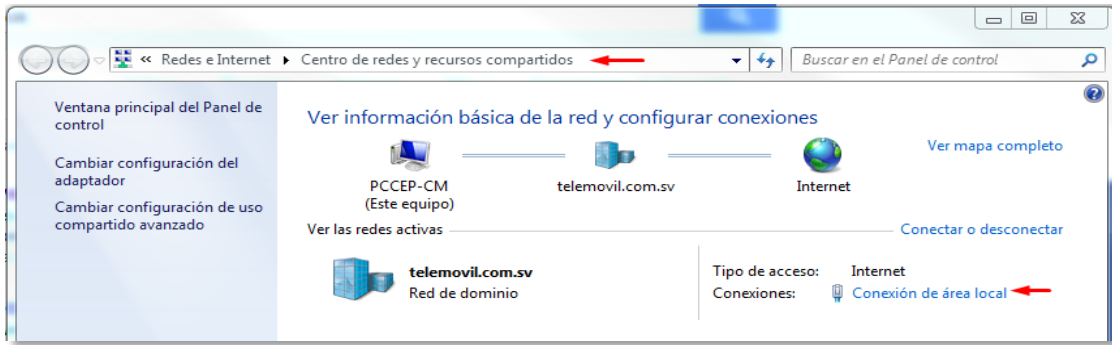 « Redes e Internet ▸ Centro de redes y recursos compartidos
Buscar en el Panel de control
Ventana principal del Panel de
control
Cambiar configuración del
adaptador
Cambiar configuración de uso
compartido avanzado
Ver información básica de la red y configurar conexiones
Ver mapa completo
PCCEP-CM
(Este equipo)
telemovil.com.sv
Internet
Ver las redes activas
Conectar o desconectar
telemovil.com.sv
Red de dominio
Tipo de acceso: Internet
Conexiones: Conexión de área local